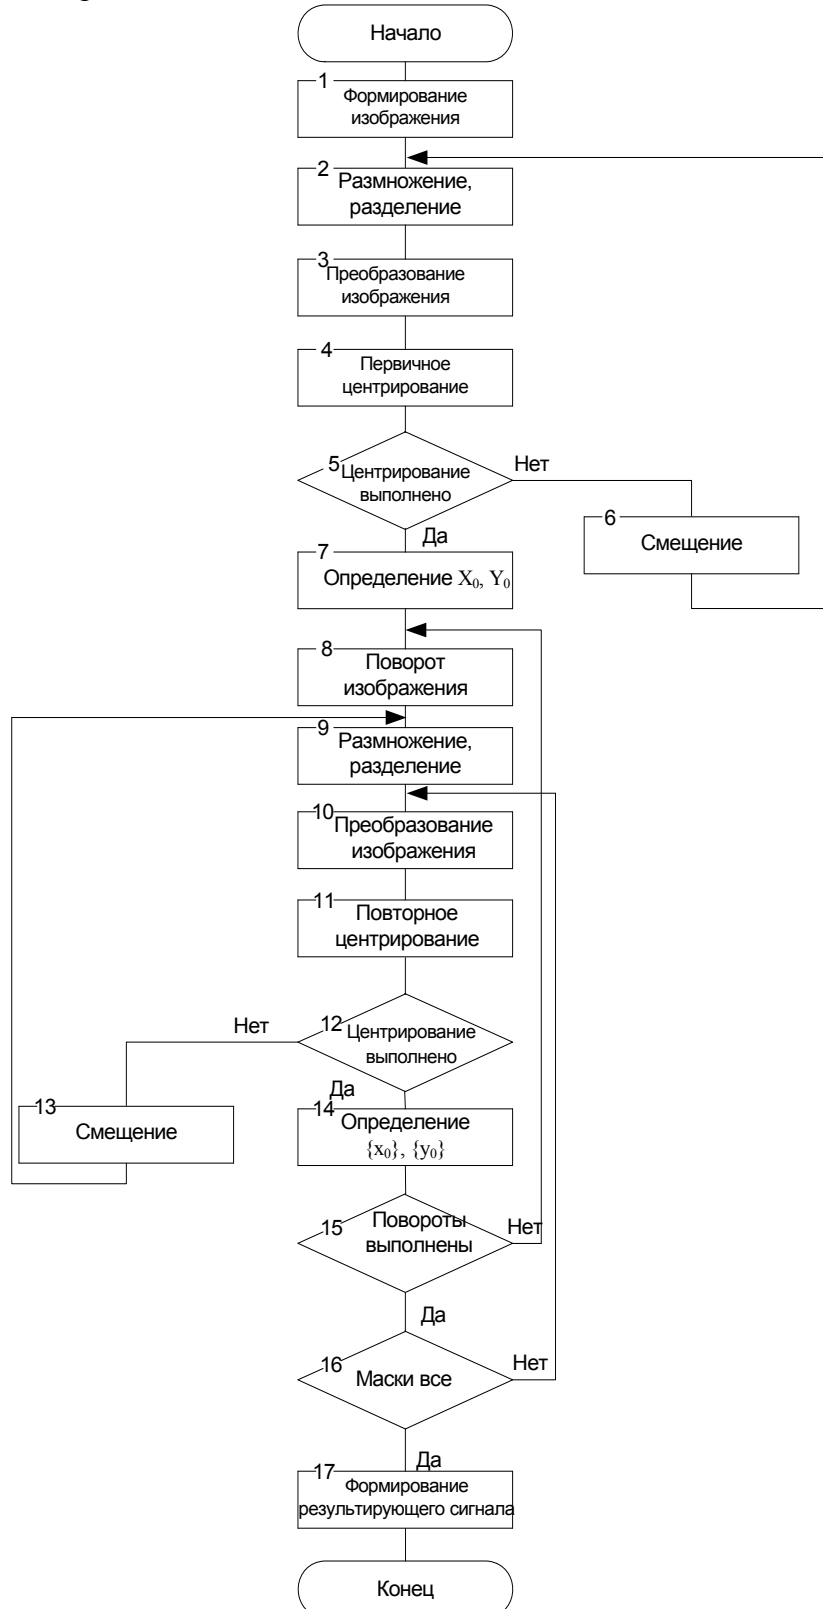 Начало
1
Формирование
изображения
2
Размножение,
разделение
3
Преобразование
изображения
4
Первичное
центрирование
5
Центрирование
выполнено
Нет
Да
6
Смещение
7
Определение X₀, Y₀
8
Поворот
изображения
9
Размножение,
разделение
10
Преобразование
изображения
11
Повторное
центрирование
12
Центрирование
выполнено
Нет
Да
13
Смещение
14
Определение
{x₀}, {y₀}
15
Повороты
выполнены
Нет
Да
16
Маски все
Нет
Да
17
Формирование
результирующего сигнала
Конец